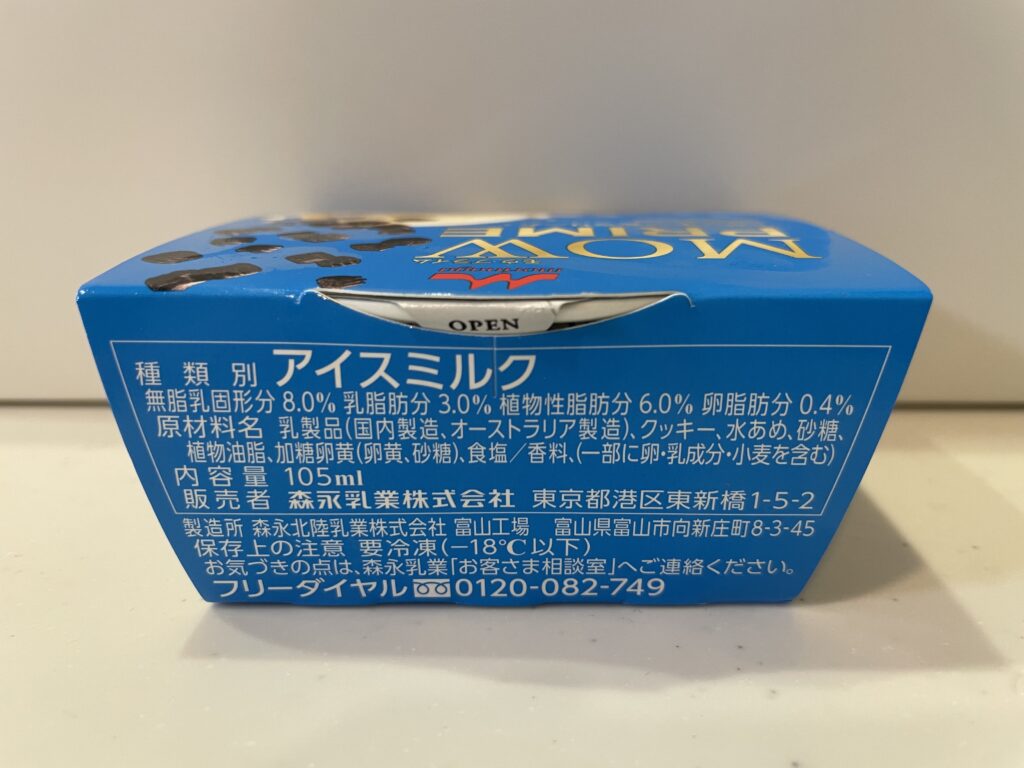 MOW
PRIME
モウ プライム
morinaga
OPEN
種類別 アイスミルク
無脂乳固形分 8.0% 乳脂肪分 3.0% 植物性脂肪分 6.0% 卵脂肪分 0.4%
原材料名 乳製品(国内製造、オーストラリア製造)、クッキー、水あめ、砂糖、
植物油脂、加糖卵黄(卵黄、砂糖)、食塩/香料、(一部に卵・乳成分・小麦を含む)
内容量 105ml
販売者 森永乳業株式会社 東京都港区東新橋1-5-2
製造所 森永北陸乳業株式会社 富山工場 富山県富山市向新庄町8-3-45
保存上の注意 要冷凍(−18℃以下)
お気づきの点は、森永乳業「お客さま相談室」へご連絡ください。
フリーダイヤル 0120-082-749